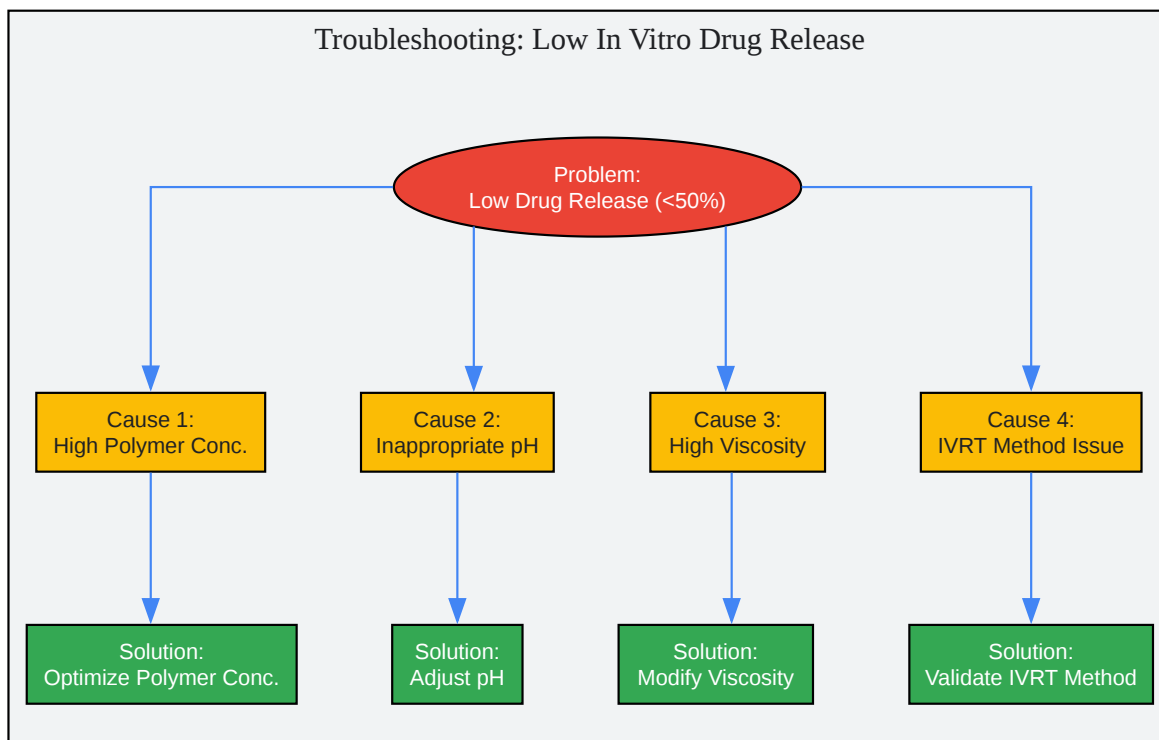 Troubleshooting: Low In Vitro Drug Release
Problem:
Low Drug Release (<50%)
Cause 1:
High Polymer Conc.
Cause 2:
Inappropriate pH
Cause 3:
High Viscosity
Cause 4:
IVRT Method Issue
Solution:
Optimize Polymer Conc.
Solution:
Adjust pH
Solution:
Modify Viscosity
Solution:
Validate IVRT Method